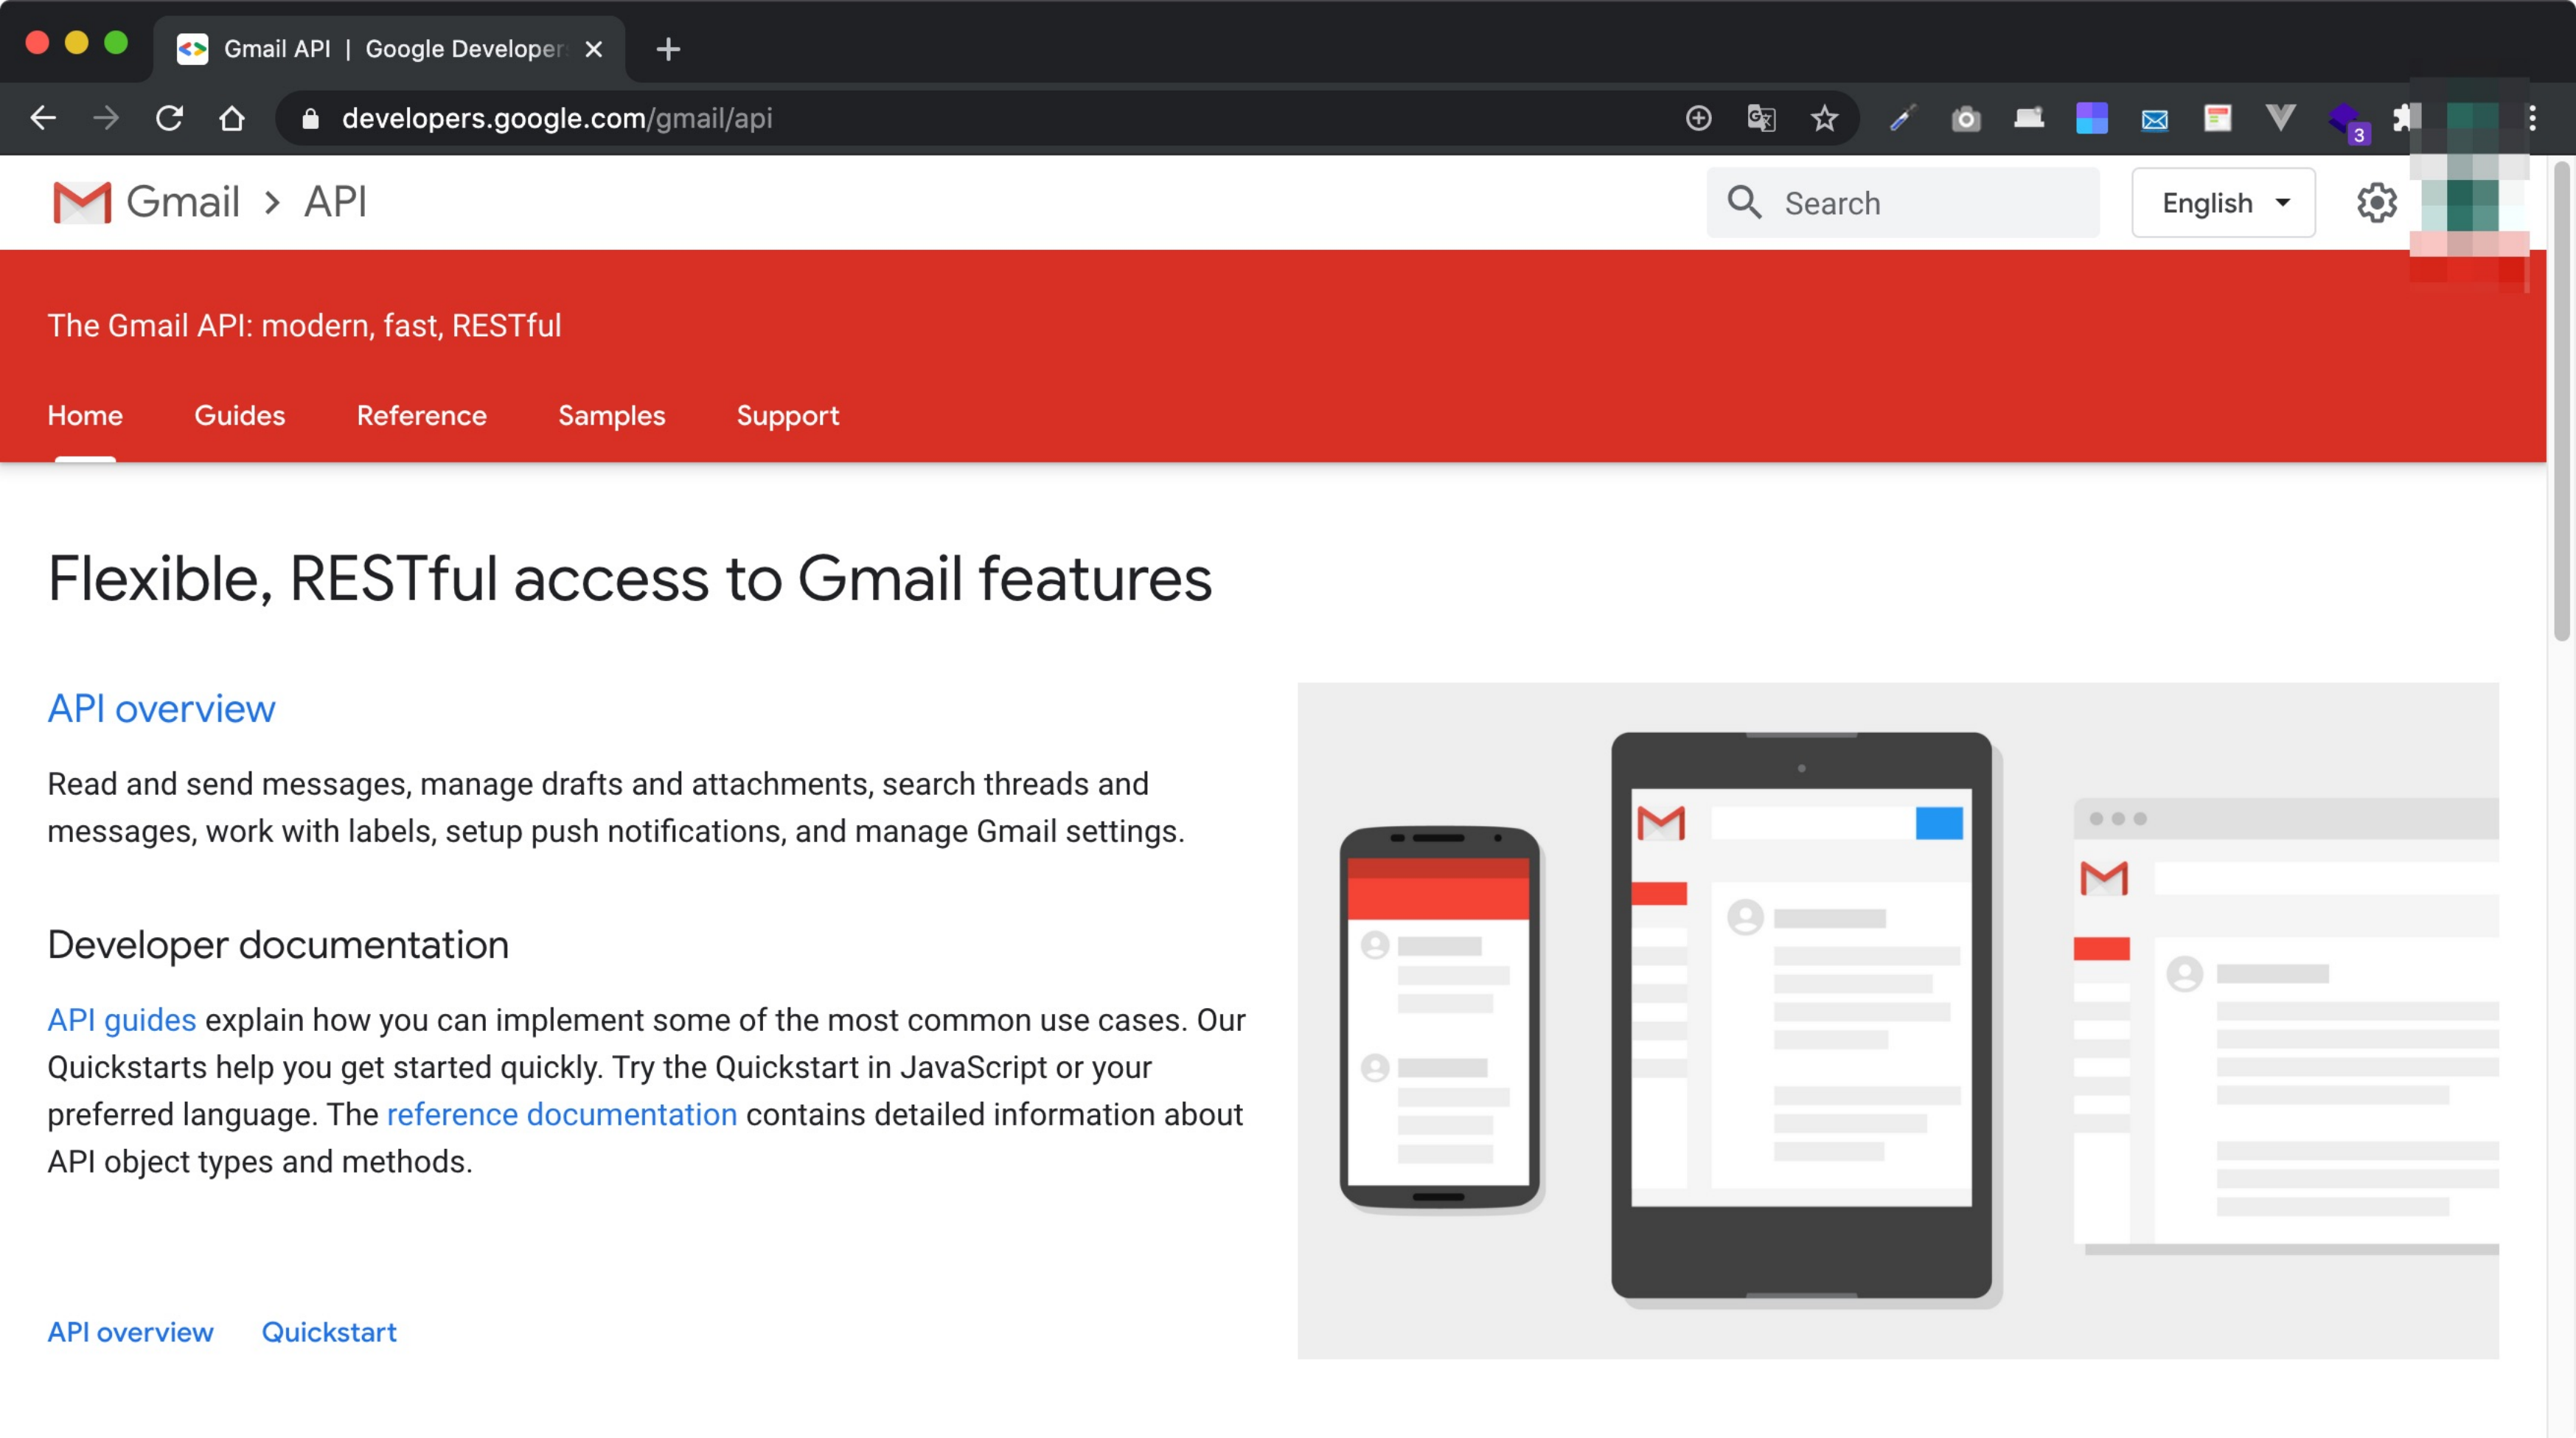 Gmail API | Google Developer
developers.google.com/gmail/api
3
Gmail > API
Search
English
The Gmail API: modern, fast, RESTful
Home Guides Reference Samples Support
Flexible, RESTful access to Gmail features
API overview
Read and send messages, manage drafts and attachments, search threads and
messages, work with labels, setup push notifications, and manage Gmail settings.
Developer documentation
API guides explain how you can implement some of the most common use cases. Our
Quickstarts help you get started quickly. Try the Quickstart in JavaScript or your
preferred language. The reference documentation contains detailed information about
API object types and methods.
API overview Quickstart